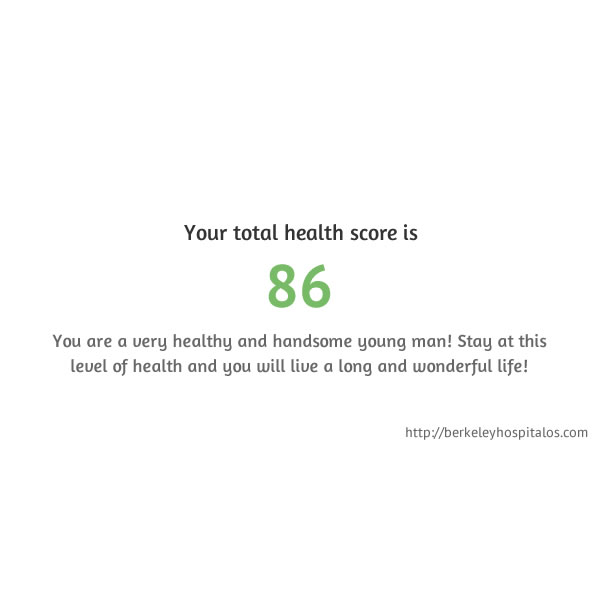 Your total health score is
86
You are a very healthy and handsome young man! Stay at this
level of health and you will live a long and wonderful life!
http://berkeleyhospitalos.com